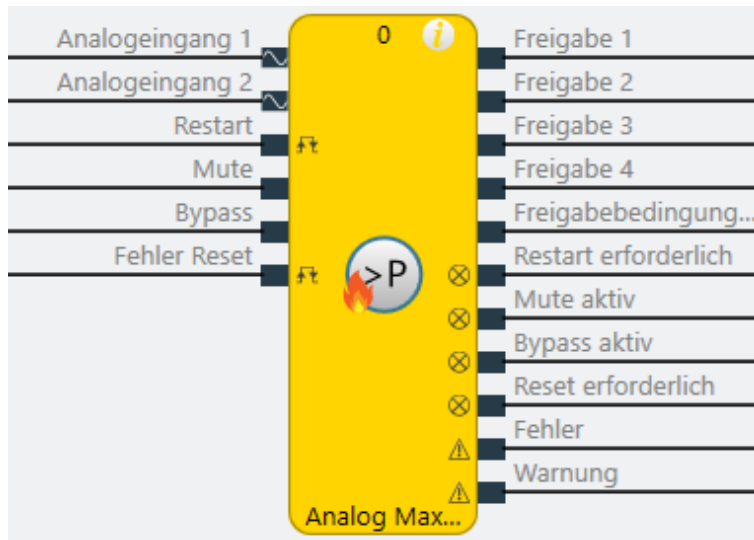 Analogeingang 1
Analogeingang 2
Restart
Mute
Bypass
Fehler Reset
0
i
>P
Analog Max...
Freigabe 1
Freigabe 2
Freigabe 3
Freigabe 4
Freigabebedingung...
Restart erforderlich
Mute aktiv
Bypass aktiv
Reset erforderlich
Fehler
Warnung